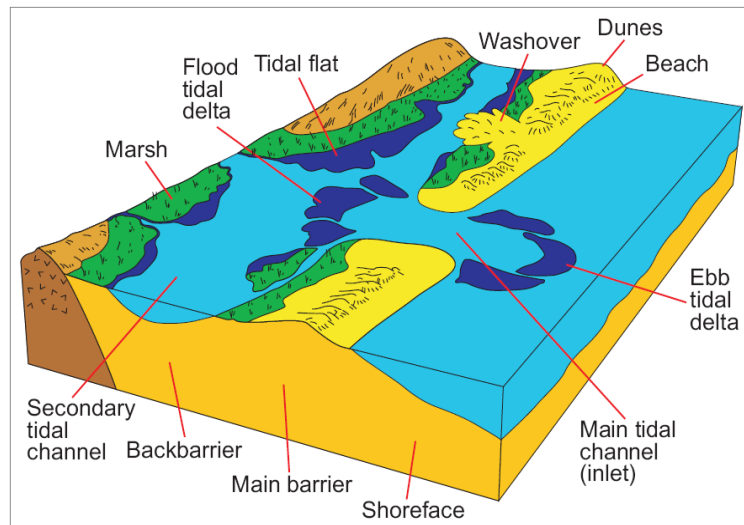 Dunes
Washover
Beach
Flood
tidal
delta
Tidal flat
Marsh
Ebb
tidal
delta
Secondary
tidal
channel
Backbarrier
Main barrier
Shoreface
Main tidal
channel
(inlet)